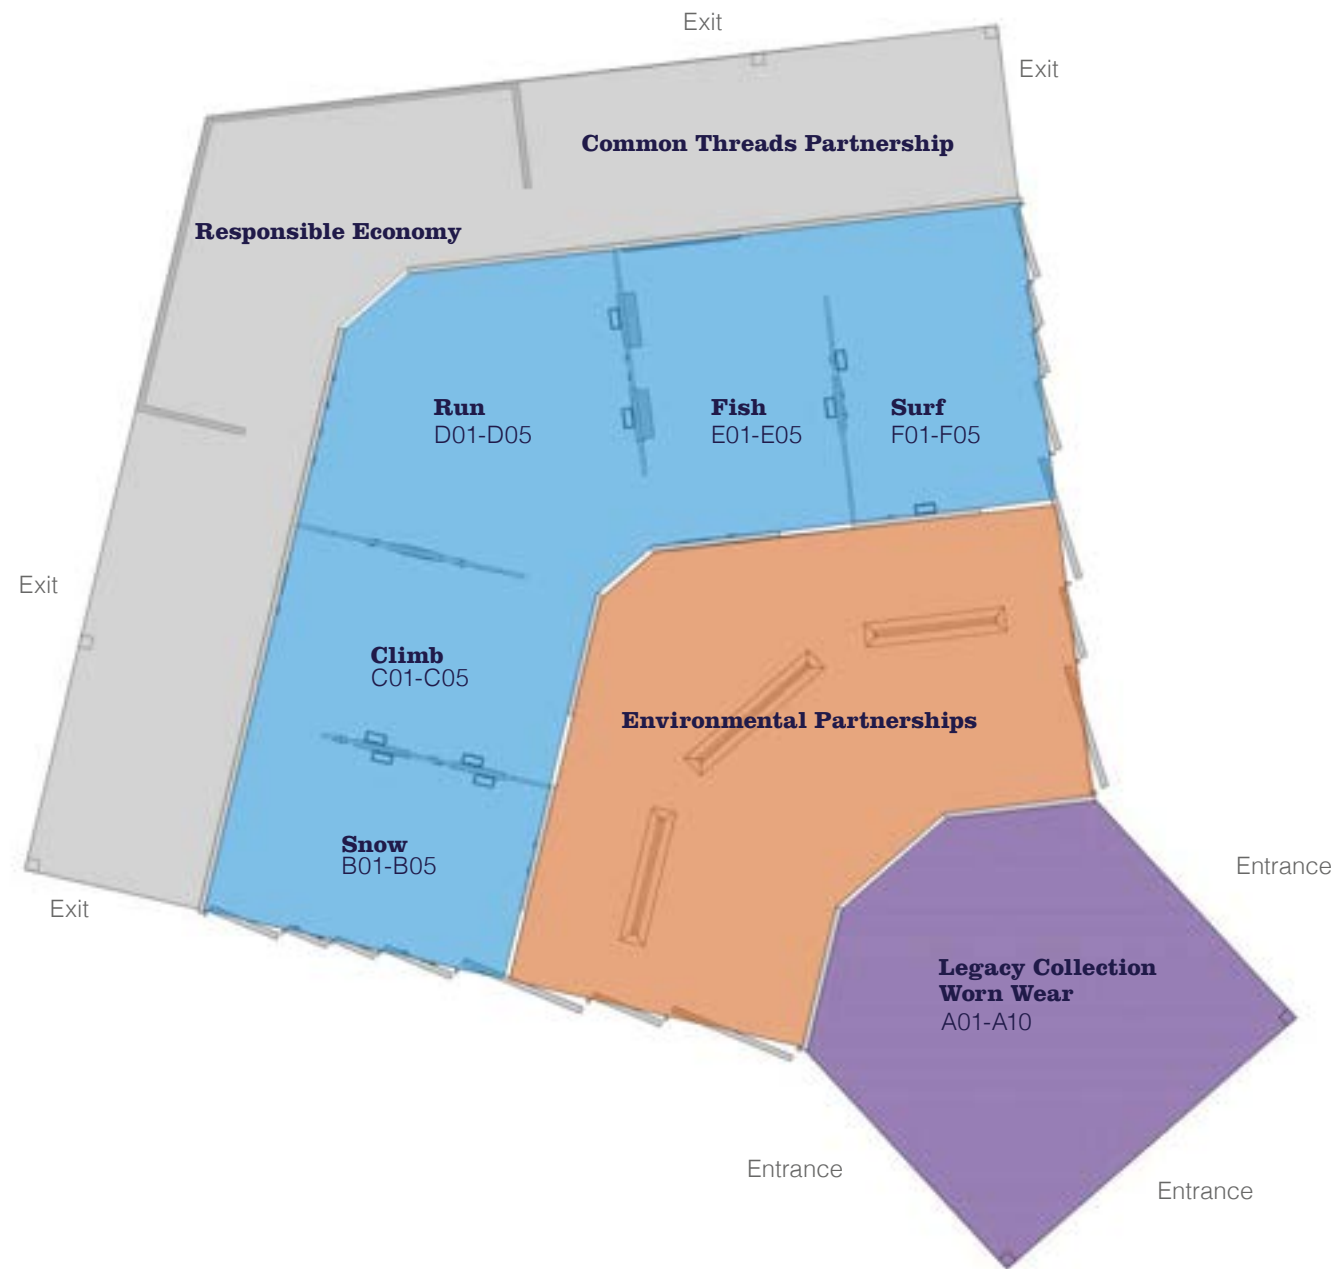 Exit
Exit
Common Threads Partnership
Responsible Economy
Run
D01-D05
Fish
E01-E05
Surf
F01-F05
Exit
Climb
C01-C05
Environmental Partnerships
Snow
B01-B05
Entrance
Exit
Legacy Collection
Worn Wear
A01-A10
Entrance
Entrance